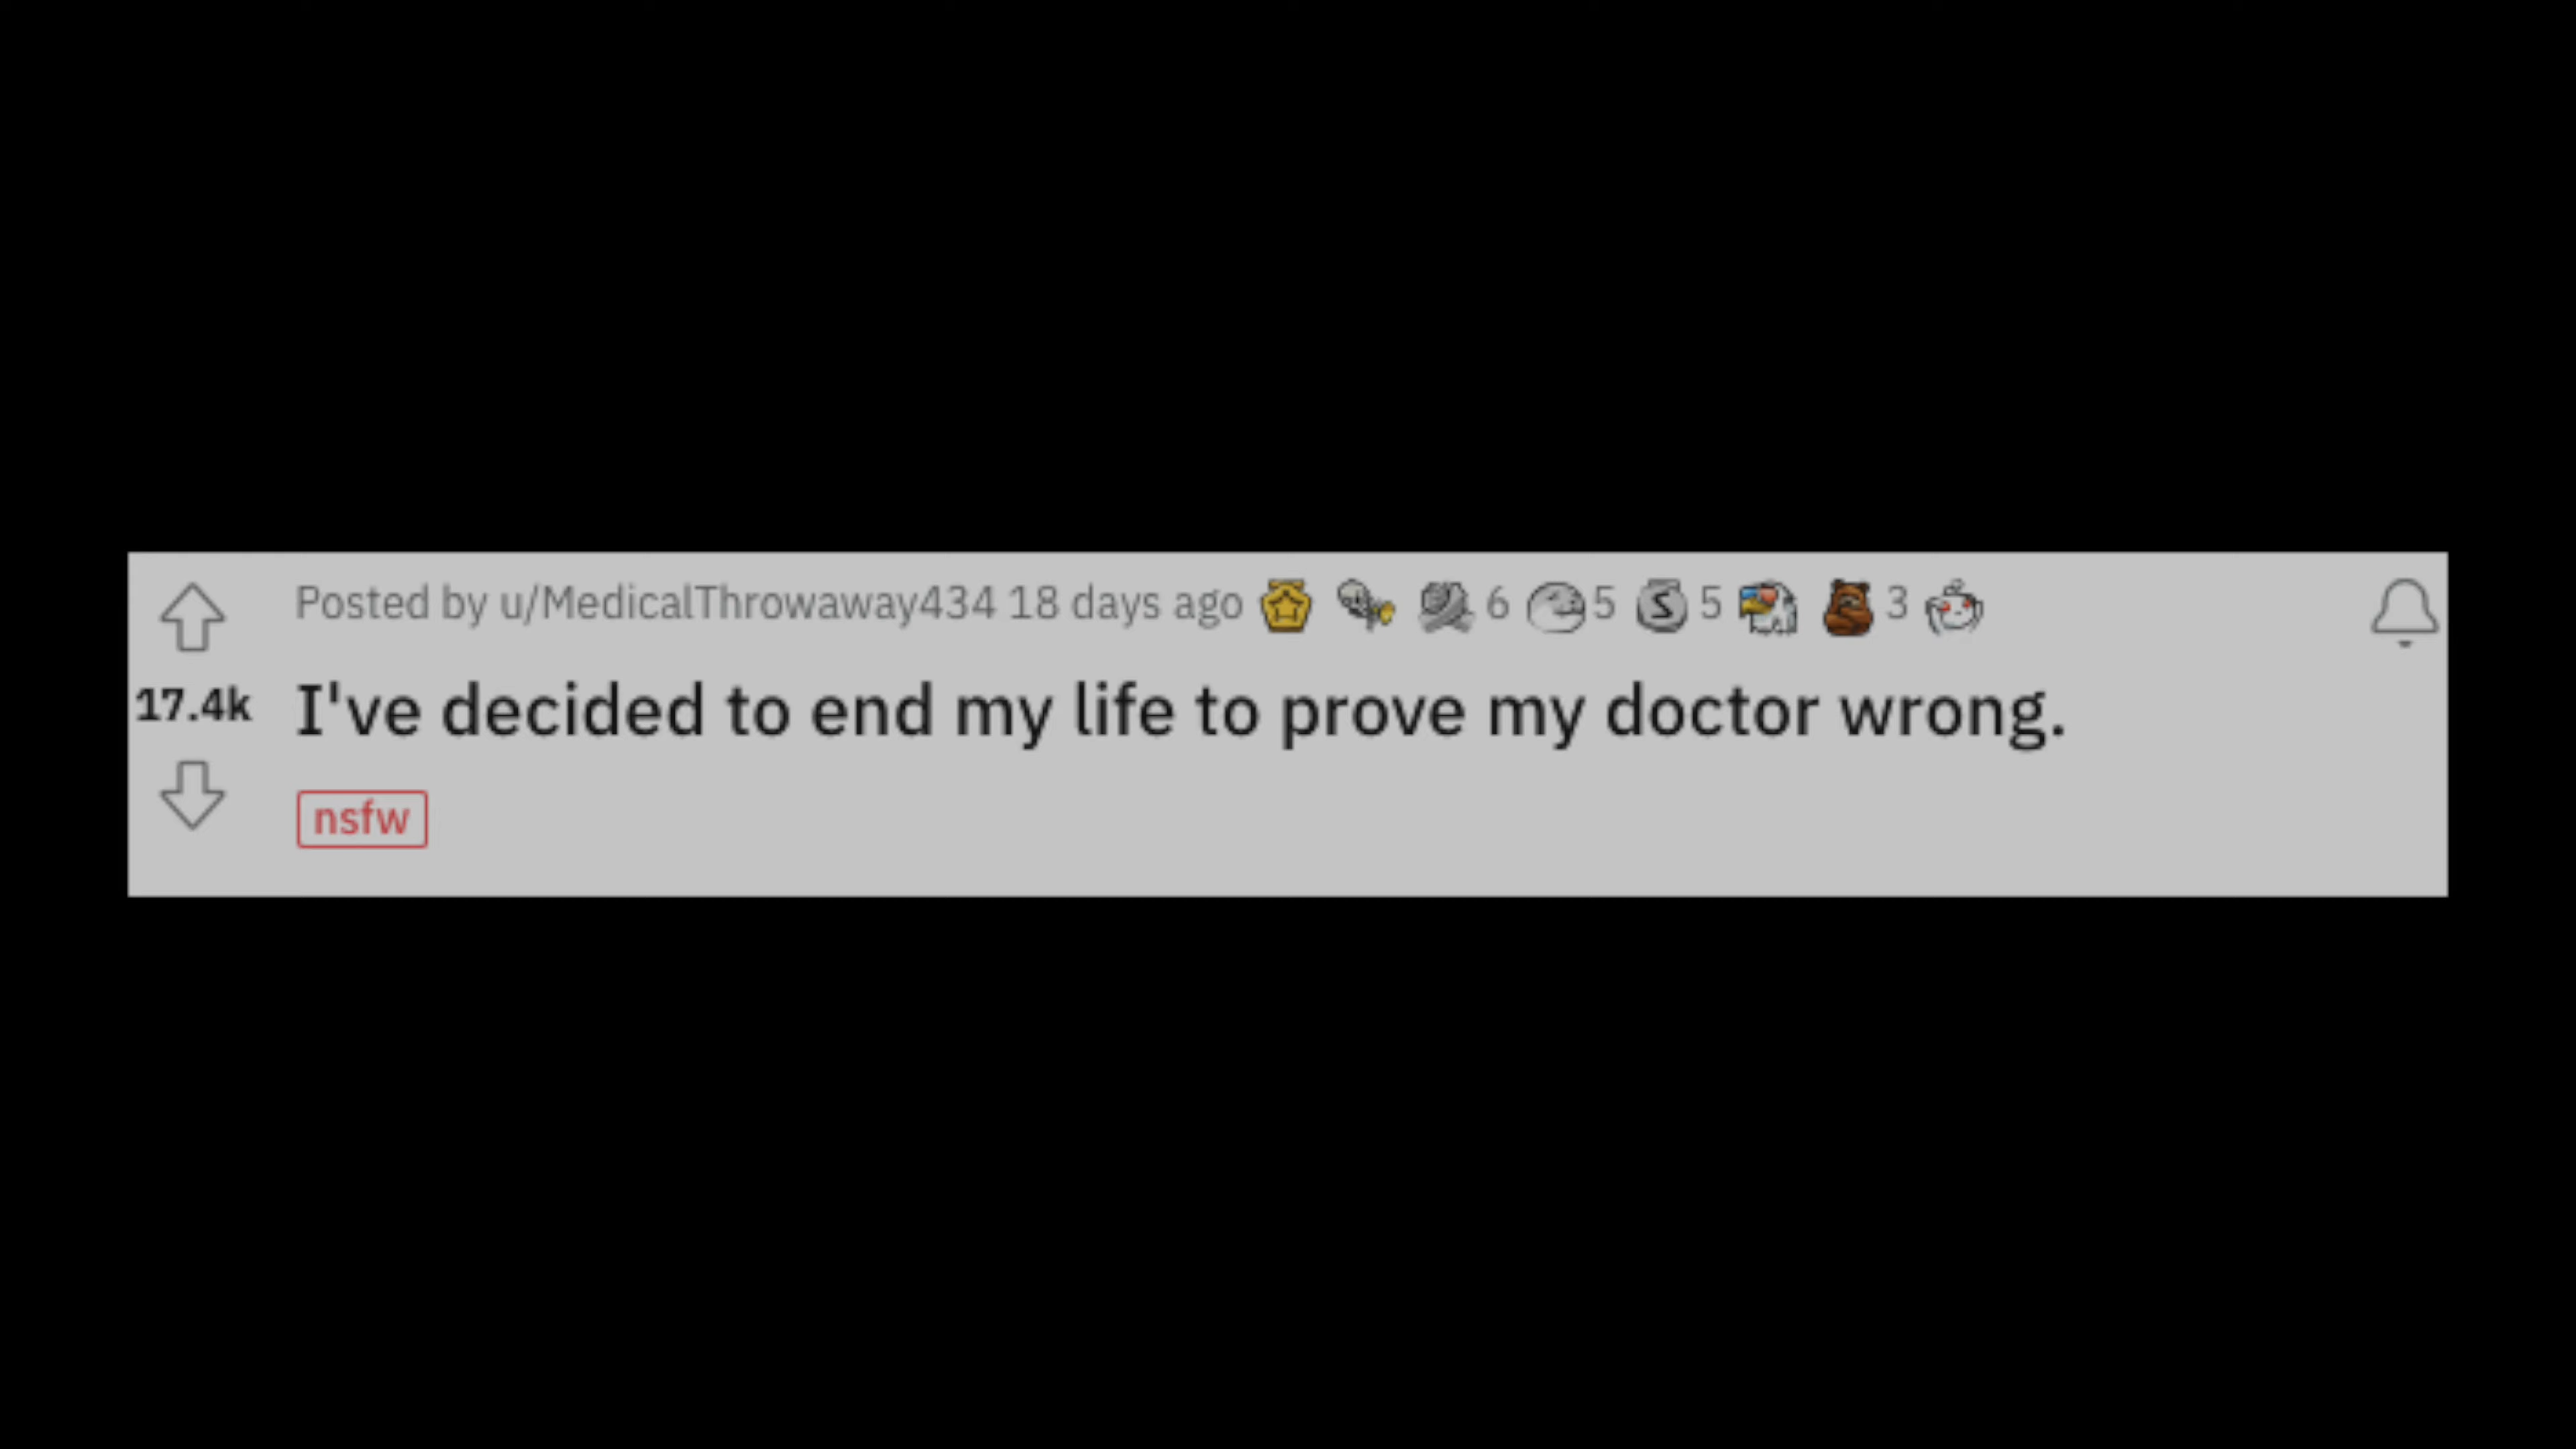 Posted by u/MedicalThrowaway434 18 days ago 6 5 S 5 3
17.4k
I've decided to end my life to prove my doctor wrong.
nsfw